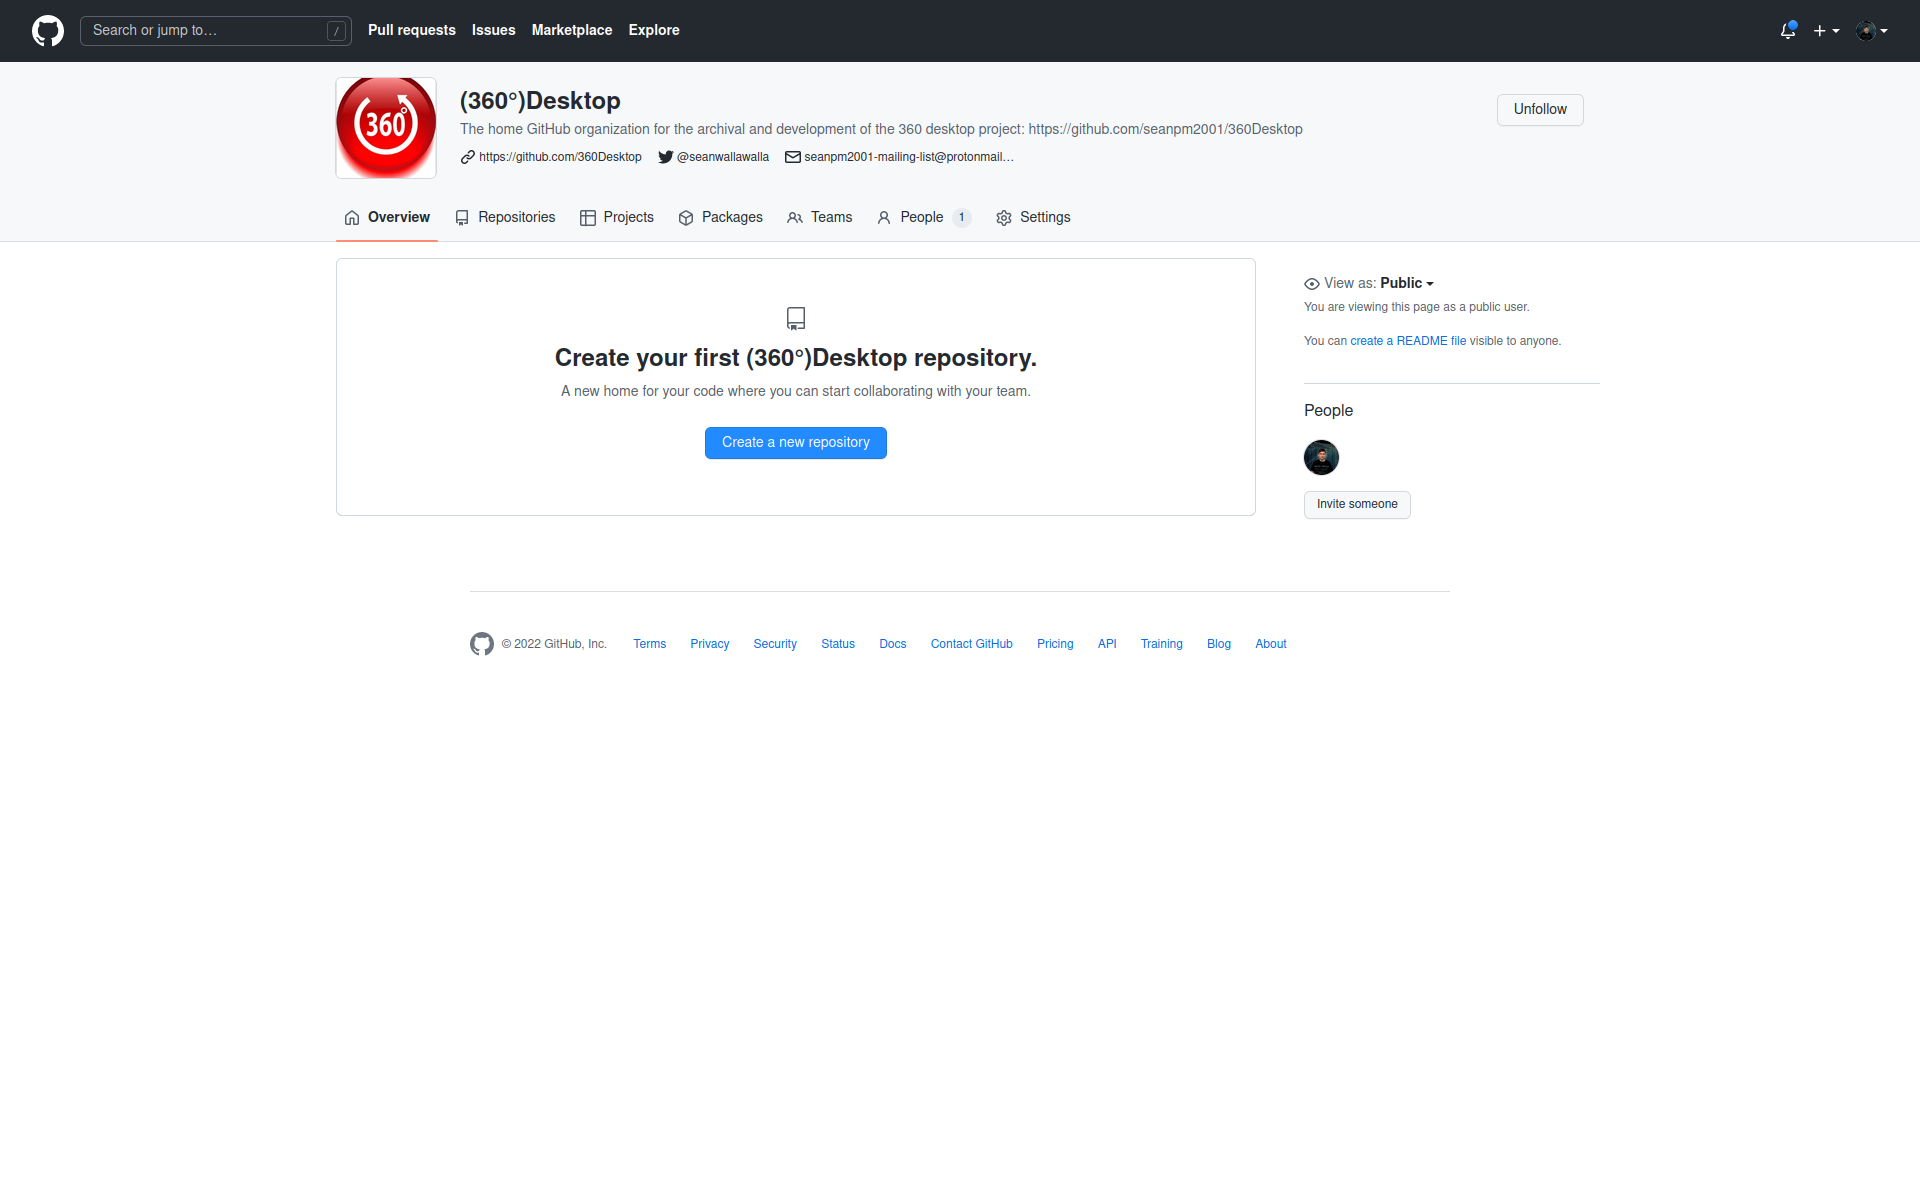 Search or jump to… /
Pull requests Issues Marketplace Explore
360°
(360°)Desktop
The home GitHub organization for the archival and development of the 360 desktop project: https://github.com/seanpm2001/360Desktop
https://github.com/360Desktop @seanwallawalla seanpm2001-mailing-list@protonmail…
Unfollow
Overview Repositories Projects Packages Teams People 1 Settings
Create your first (360°)Desktop repository.
A new home for your code where you can start collaborating with your team.
Create a new repository
View as: Public
You are viewing this page as a public user.
You can create a README file visible to anyone.
People
Invite someone
© 2022 GitHub, Inc. Terms Privacy Security Status Docs Contact GitHub Pricing API Training Blog About